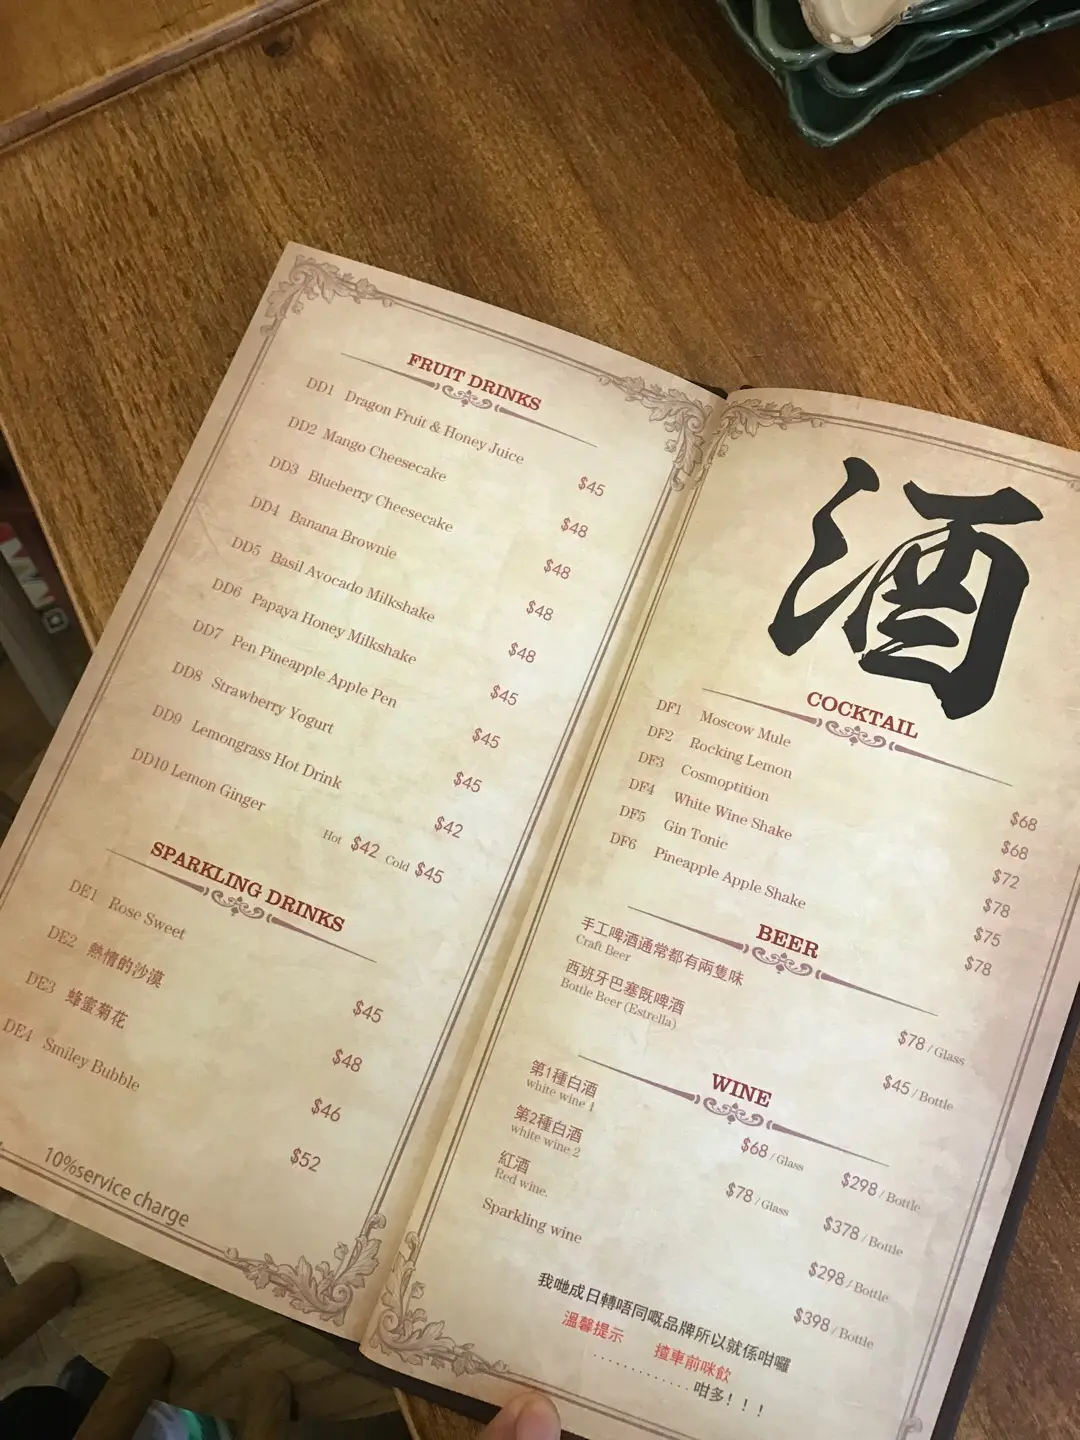 FRUIT DRINKS
DD1 Dragon Fruit & Honey Juice $45
DD2 Mango Cheesecake $48
DD3 Blueberry Cheesecake $48
DD4 Banana Brownie $48
DD5 Basil Avocado Milkshake $48
DD6 Papaya Honey Milkshake $45
DD7 Pen Pineapple Apple Pen $45
DD8 Strawberry Yogurt $45
DD9 Lemongrass Hot Drink $42
DD10 Lemon Ginger Hot $42 Cold $45
SPARKLING DRINKS
DE1 Rose Sweet $45
DE2 熱情的沙漠 $48
DE3 蜂蜜菊花 $46
DE4 Smiley Bubble $52
10%service charge
酒
COCKTAIL
DF1 Moscow Mule $68
DF2 Rocking Lemon $68
DF3 Cosmoptition $72
DF4 White Wine Shake $78
DF5 Gin Tonic $75
DF6 Pineapple Apple Shake $78
BEER
手工啤酒通常都有兩隻味
Craft Beer $78 / Glass
西班牙巴塞既啤酒
Bottle Beer (Estrella) $45 / Bottle
WINE
第1種白酒
white wine 1 $68 / Glass $298 / Bottle
第2種白酒
white wine 2 $78 / Glass $378 / Bottle
紅酒
Red wine. $298 / Bottle
Sparkling wine $398 / Bottle
我哋成日轉唔同嘅品牌所以就係咁囉
溫馨提示 揸車前咪飲
............咁多!!!